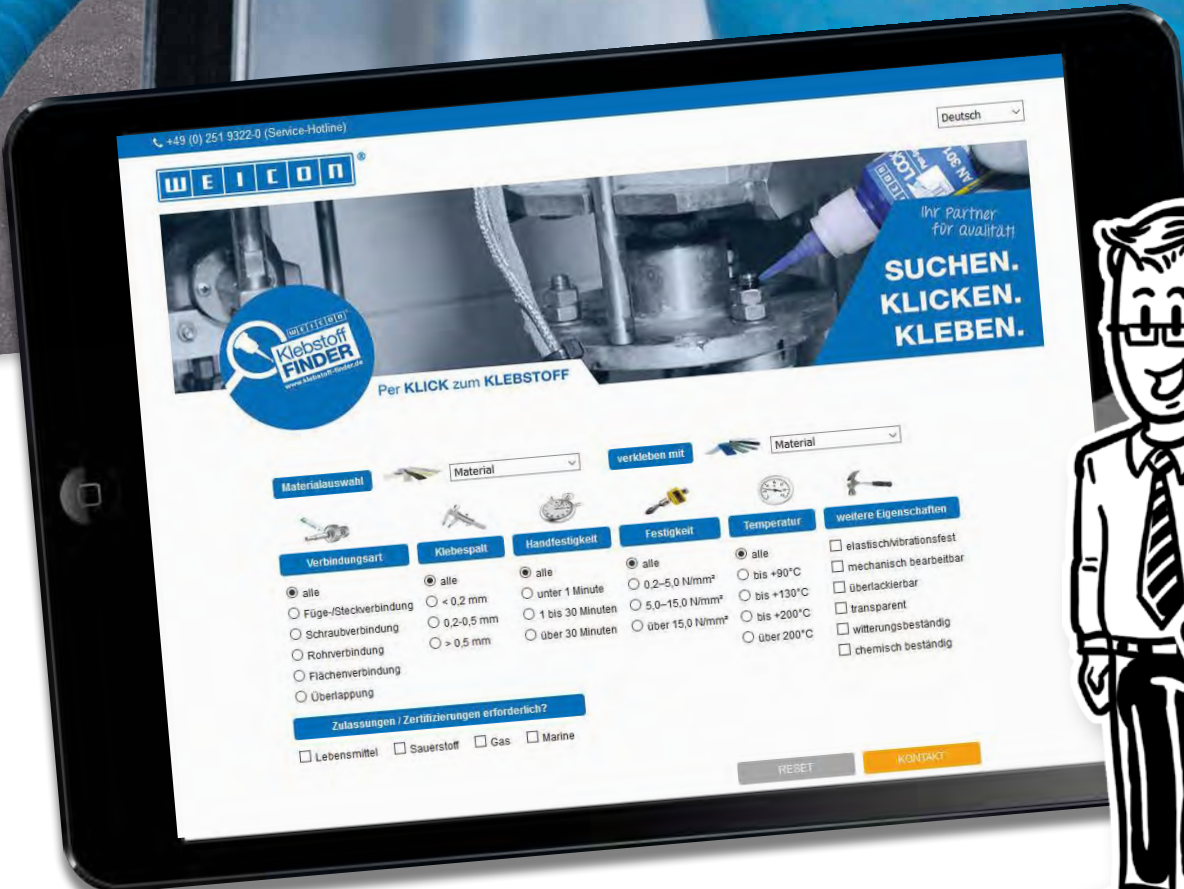 +49 (0) 251 9322-0 (Service-Hotline)
Deutsch
WEICON®
LOCK
AN 301
Ihr Partner
für Qualität!
SUCHEN.
KLICKEN.
KLEBEN.
WEICON
Klebstoff
FINDER
www.klebstoff-finder.de
Per KLICK zum KLEBSTOFF
Materialauswahl
Material
verkleben mit
Material
Verbindungsart
alle
Füge-/Steckverbindung
Schraubverbindung
Rohrverbindung
Flächenverbindung
Überlappung
Klebespalt
alle
< 0,2 mm
0,2-0,5 mm
> 0,5 mm
Handfestigkeit
alle
unter 1 Minute
1 bis 30 Minuten
über 30 Minuten
Festigkeit
alle
0,2–5,0 N/mm²
5,0–15,0 N/mm²
über 15,0 N/mm²
Temperatur
alle
bis +90°C
bis +130°C
bis +200°C
über 200°C
weitere Eigenschaften
elastisch/vibrationsfest
mechanisch bearbeitbar
überlackierbar
transparent
witterungsbeständig
chemisch beständig
Zulassungen / Zertifizierungen erforderlich?
Lebensmittel
Sauerstoff
Gas
Marine
RESET
KONTAKT